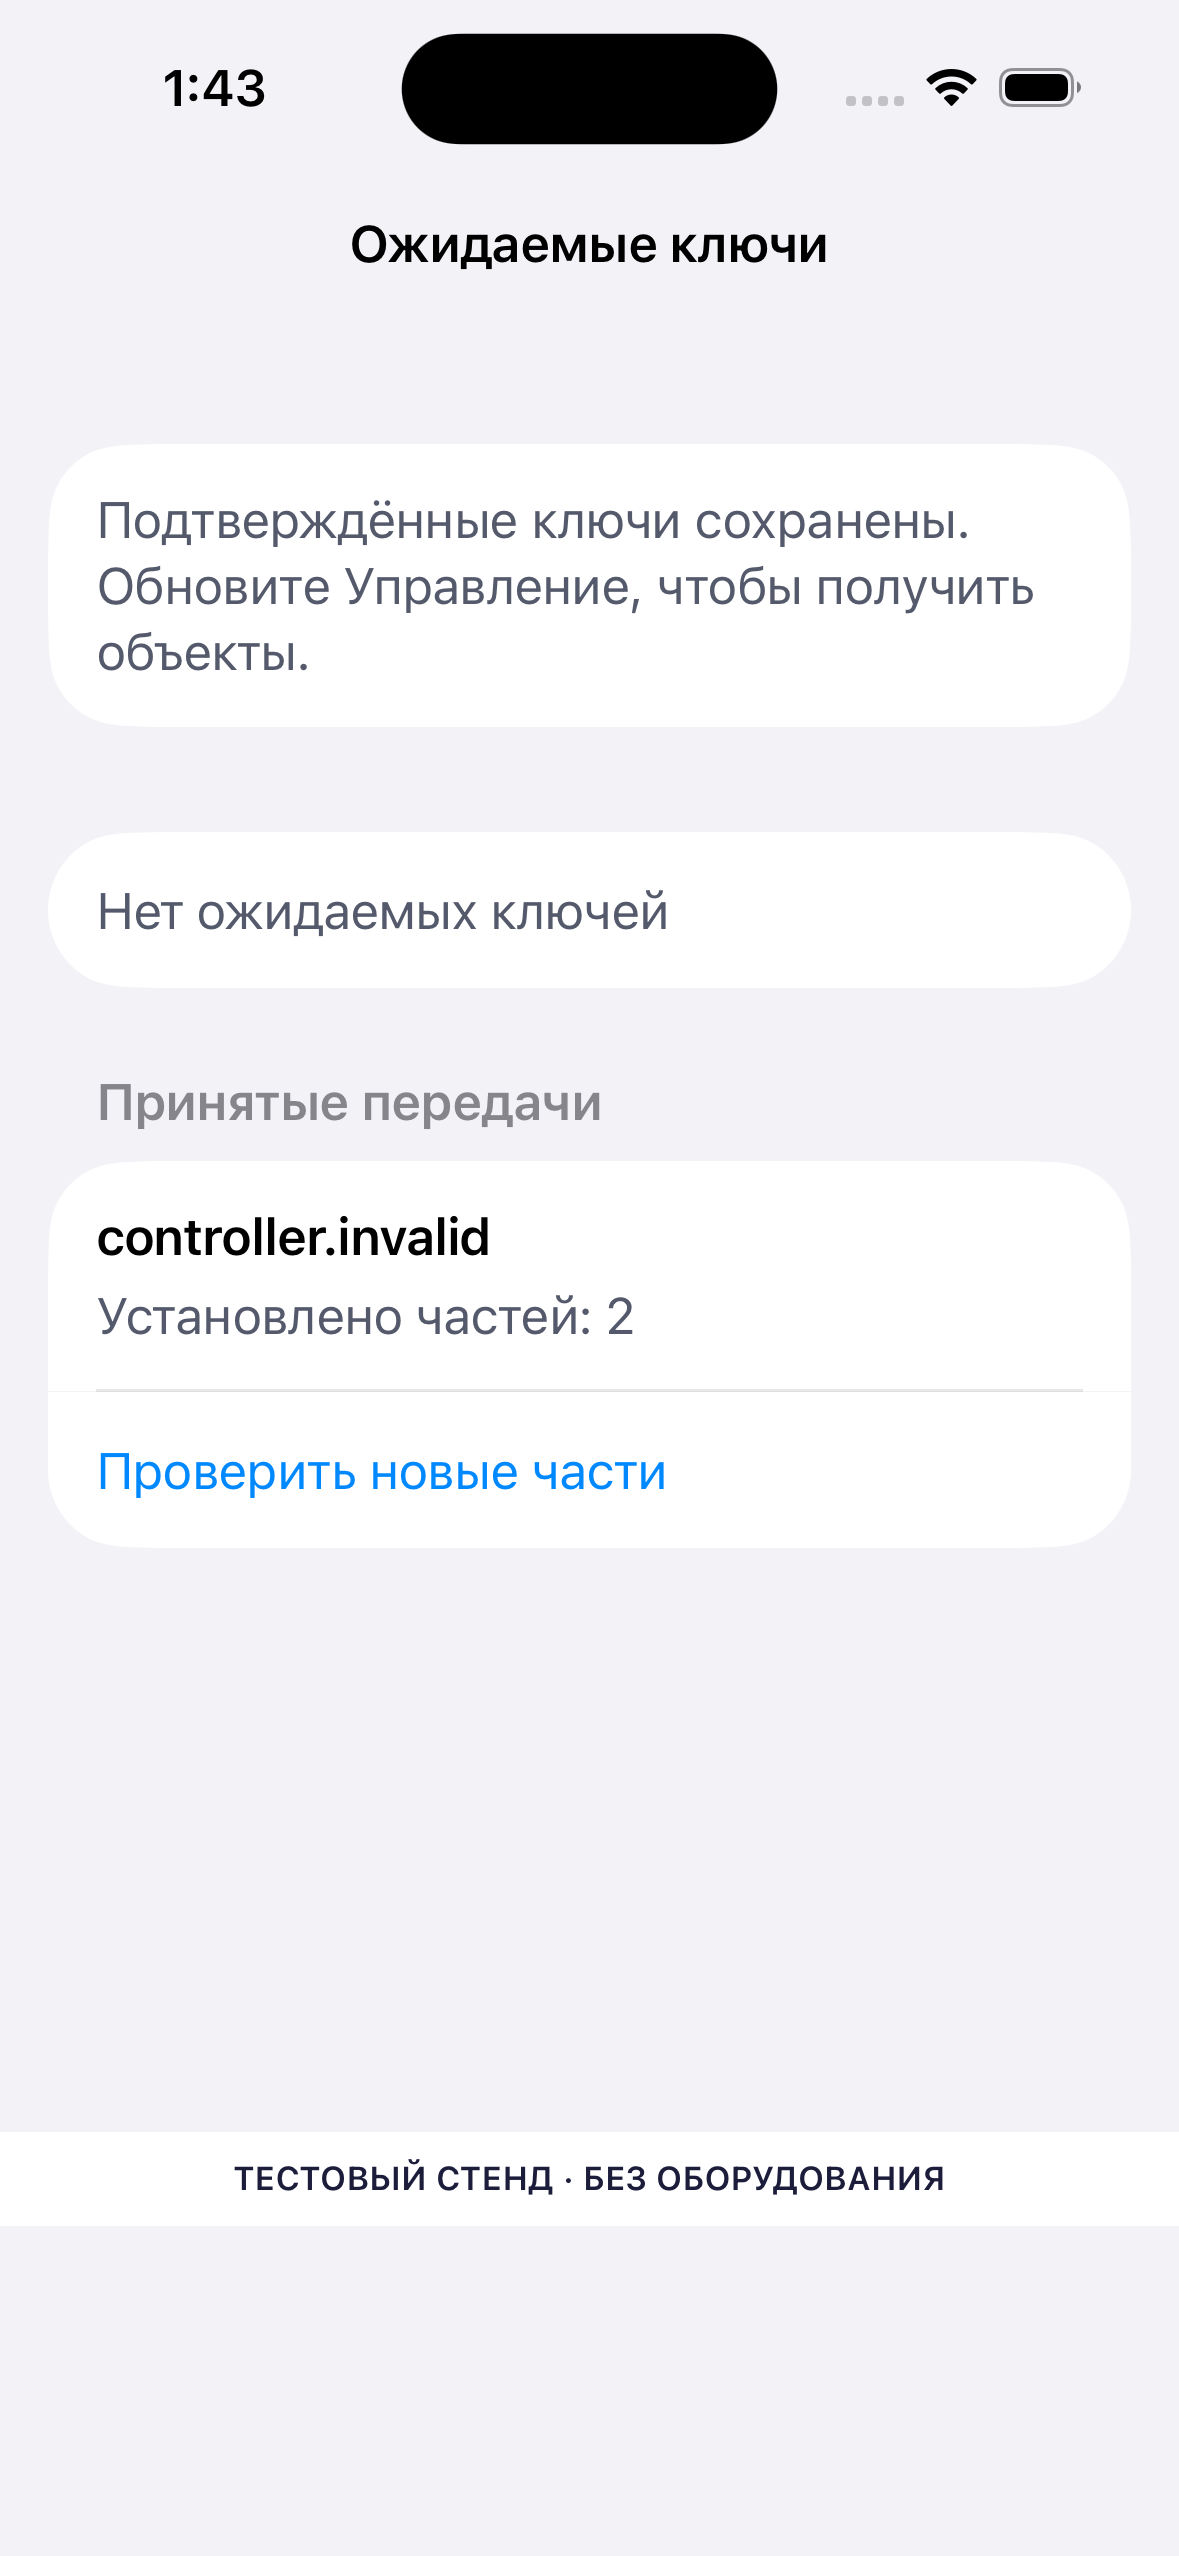 1:43
Ожидаемые ключи
Подтверждённые ключи сохранены.
Обновите Управление, чтобы получить
объекты.
Нет ожидаемых ключей
Принятые передачи
controller.invalid
Установлено частей: 2
Проверить новые части
ТЕСТОВЫЙ СТЕНД · БЕЗ ОБОРУДОВАНИЯ